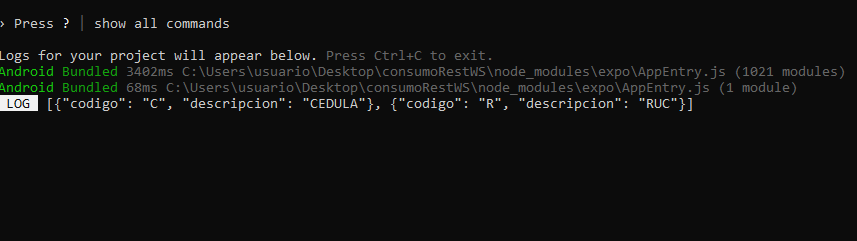 › Press ? │ show all commands
Logs for your project will appear below. Press Ctrl+C to exit.
Android Bundled 3402ms C:\Users\usuario\Desktop\consumoRestWS\node_modules\expo\AppEntry.js (1021 modules)
Android Bundled 68ms C:\Users\usuario\Desktop\consumoRestWS\node_modules\expo\AppEntry.js (1 module)
LOG [{"codigo": "C", "descripcion": "CEDULA"}, {"codigo": "R", "descripcion": "RUC"}]